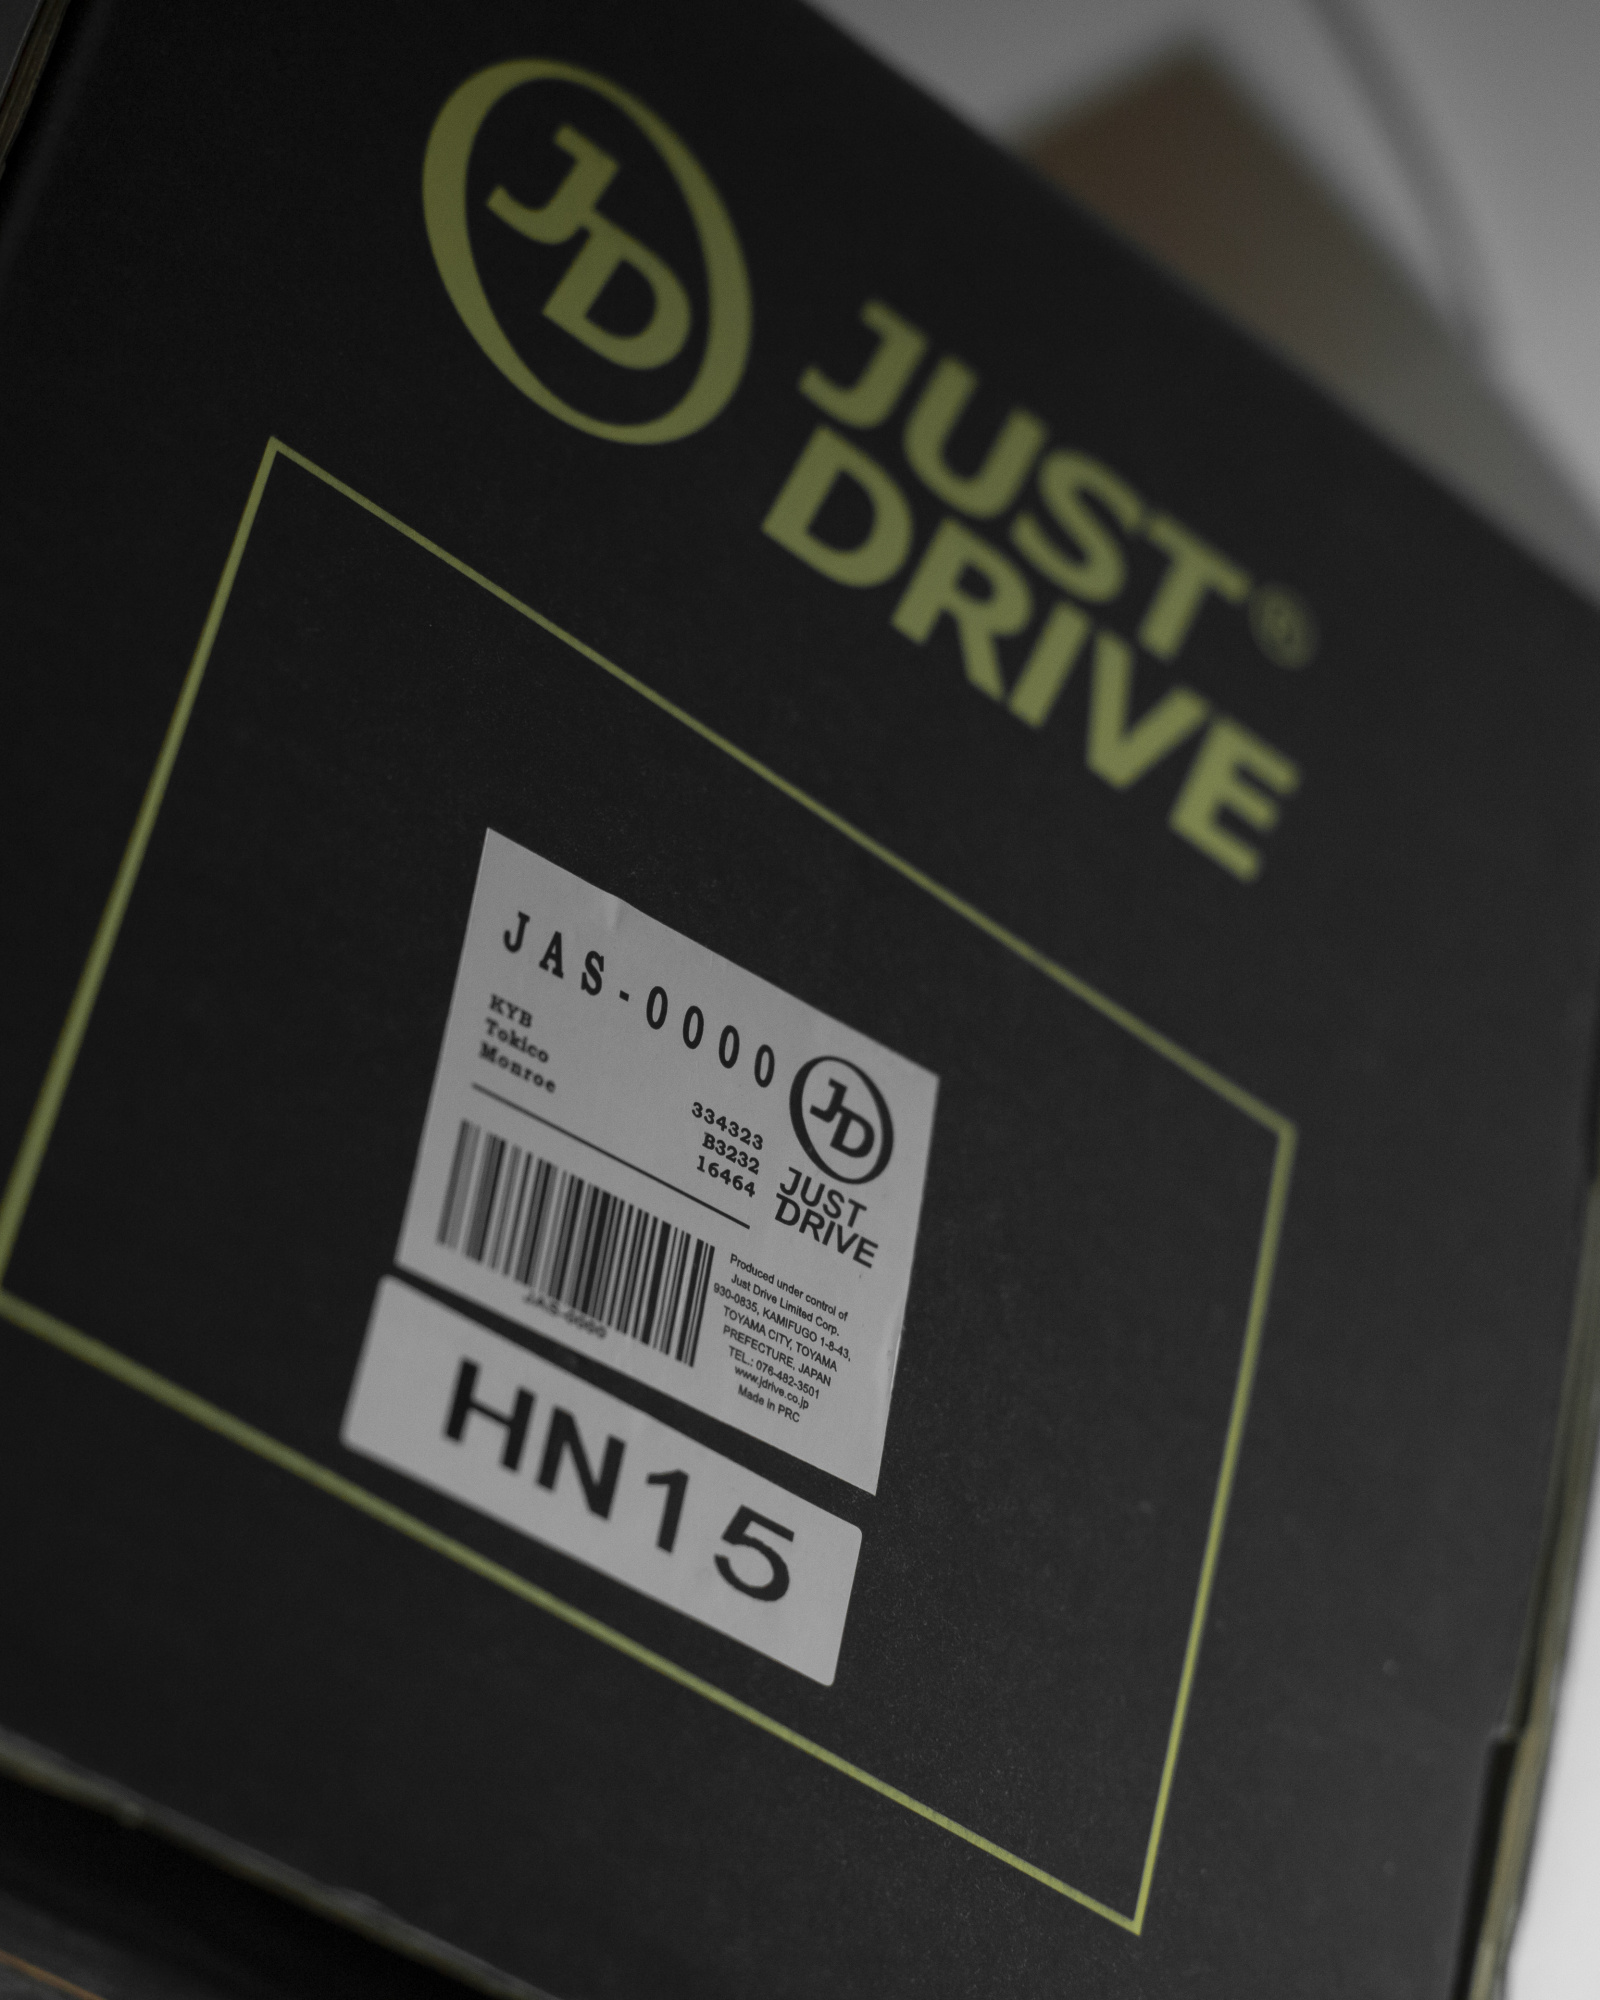 JD
JUST®
DRIVE
JAS-0000
KYB 334323
Tokico B3232
Monroe 16464
JD
JUST
DRIVE
JAS-0000
Produced under control of
Just Drive Limited Corp.
930-0835, KAMIFUGO 1-8-43,
TOYAMA CITY, TOYAMA
PREFECTURE, JAPAN
TEL.: 076-482-3501
www.jdrive.co.jp
Made in PRC
HN15